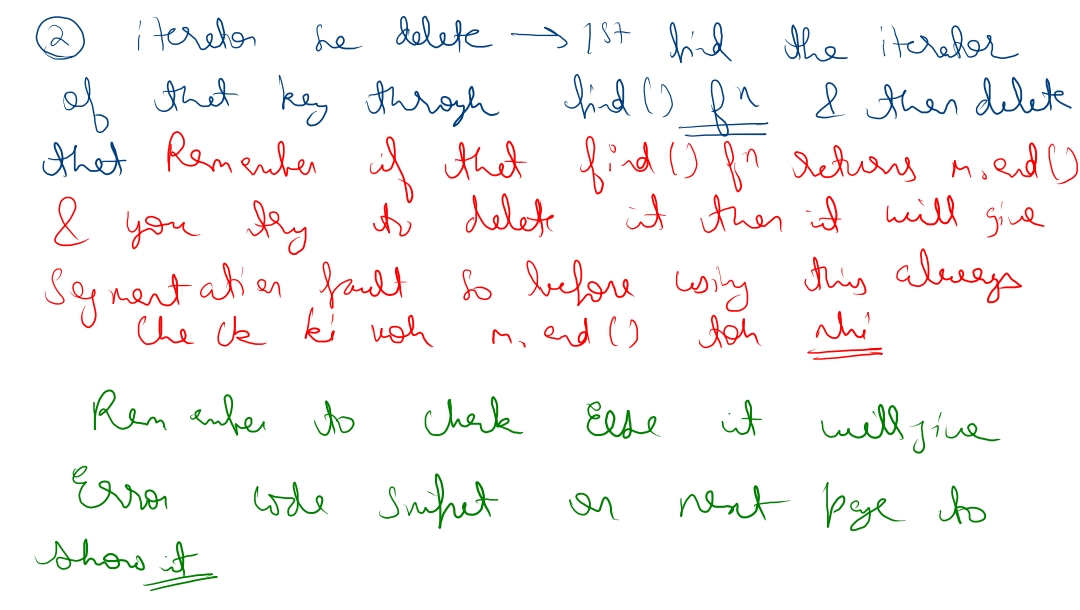 ② iterator se delete → 1st find the iterator
of that key through find() fn & then delete
that Remember if that find() fn returns m.end()
& you try to delete it then it will give
Segmentation fault So before using this always
Check ki voh m.end() toh nhi
Remember to check Else it will give
Error code Snipet on next page to
show it